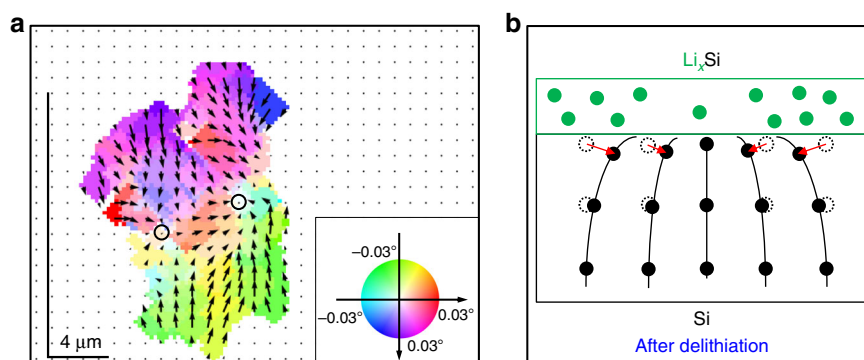 a
b
LiₓSi
−0.03°
−0.03°
0.03°
0.03°
4 μm
Si
After delithiation